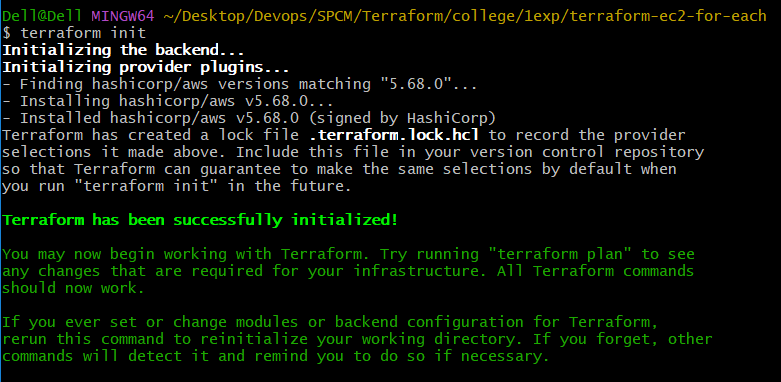 Dell@Dell MINGW64 ~/Desktop/Devops/SPCM/Terraform/college/1exp/terraform-ec2-for-each
$ terraform init
Initializing the backend...
Initializing provider plugins...
- Finding hashicorp/aws versions matching "5.68.0"...
- Installing hashicorp/aws v5.68.0...
- Installed hashicorp/aws v5.68.0 (signed by HashiCorp)
Terraform has created a lock file .terraform.lock.hcl to record the provider
selections it made above. Include this file in your version control repository
so that Terraform can guarantee to make the same selections by default when
you run "terraform init" in the future.
Terraform has been successfully initialized!
You may now begin working with Terraform. Try running "terraform plan" to see
any changes that are required for your infrastructure. All Terraform commands
should now work.
If you ever set or change modules or backend configuration for Terraform,
rerun this command to reinitialize your working directory. If you forget, other
commands will detect it and remind you to do so if necessary.